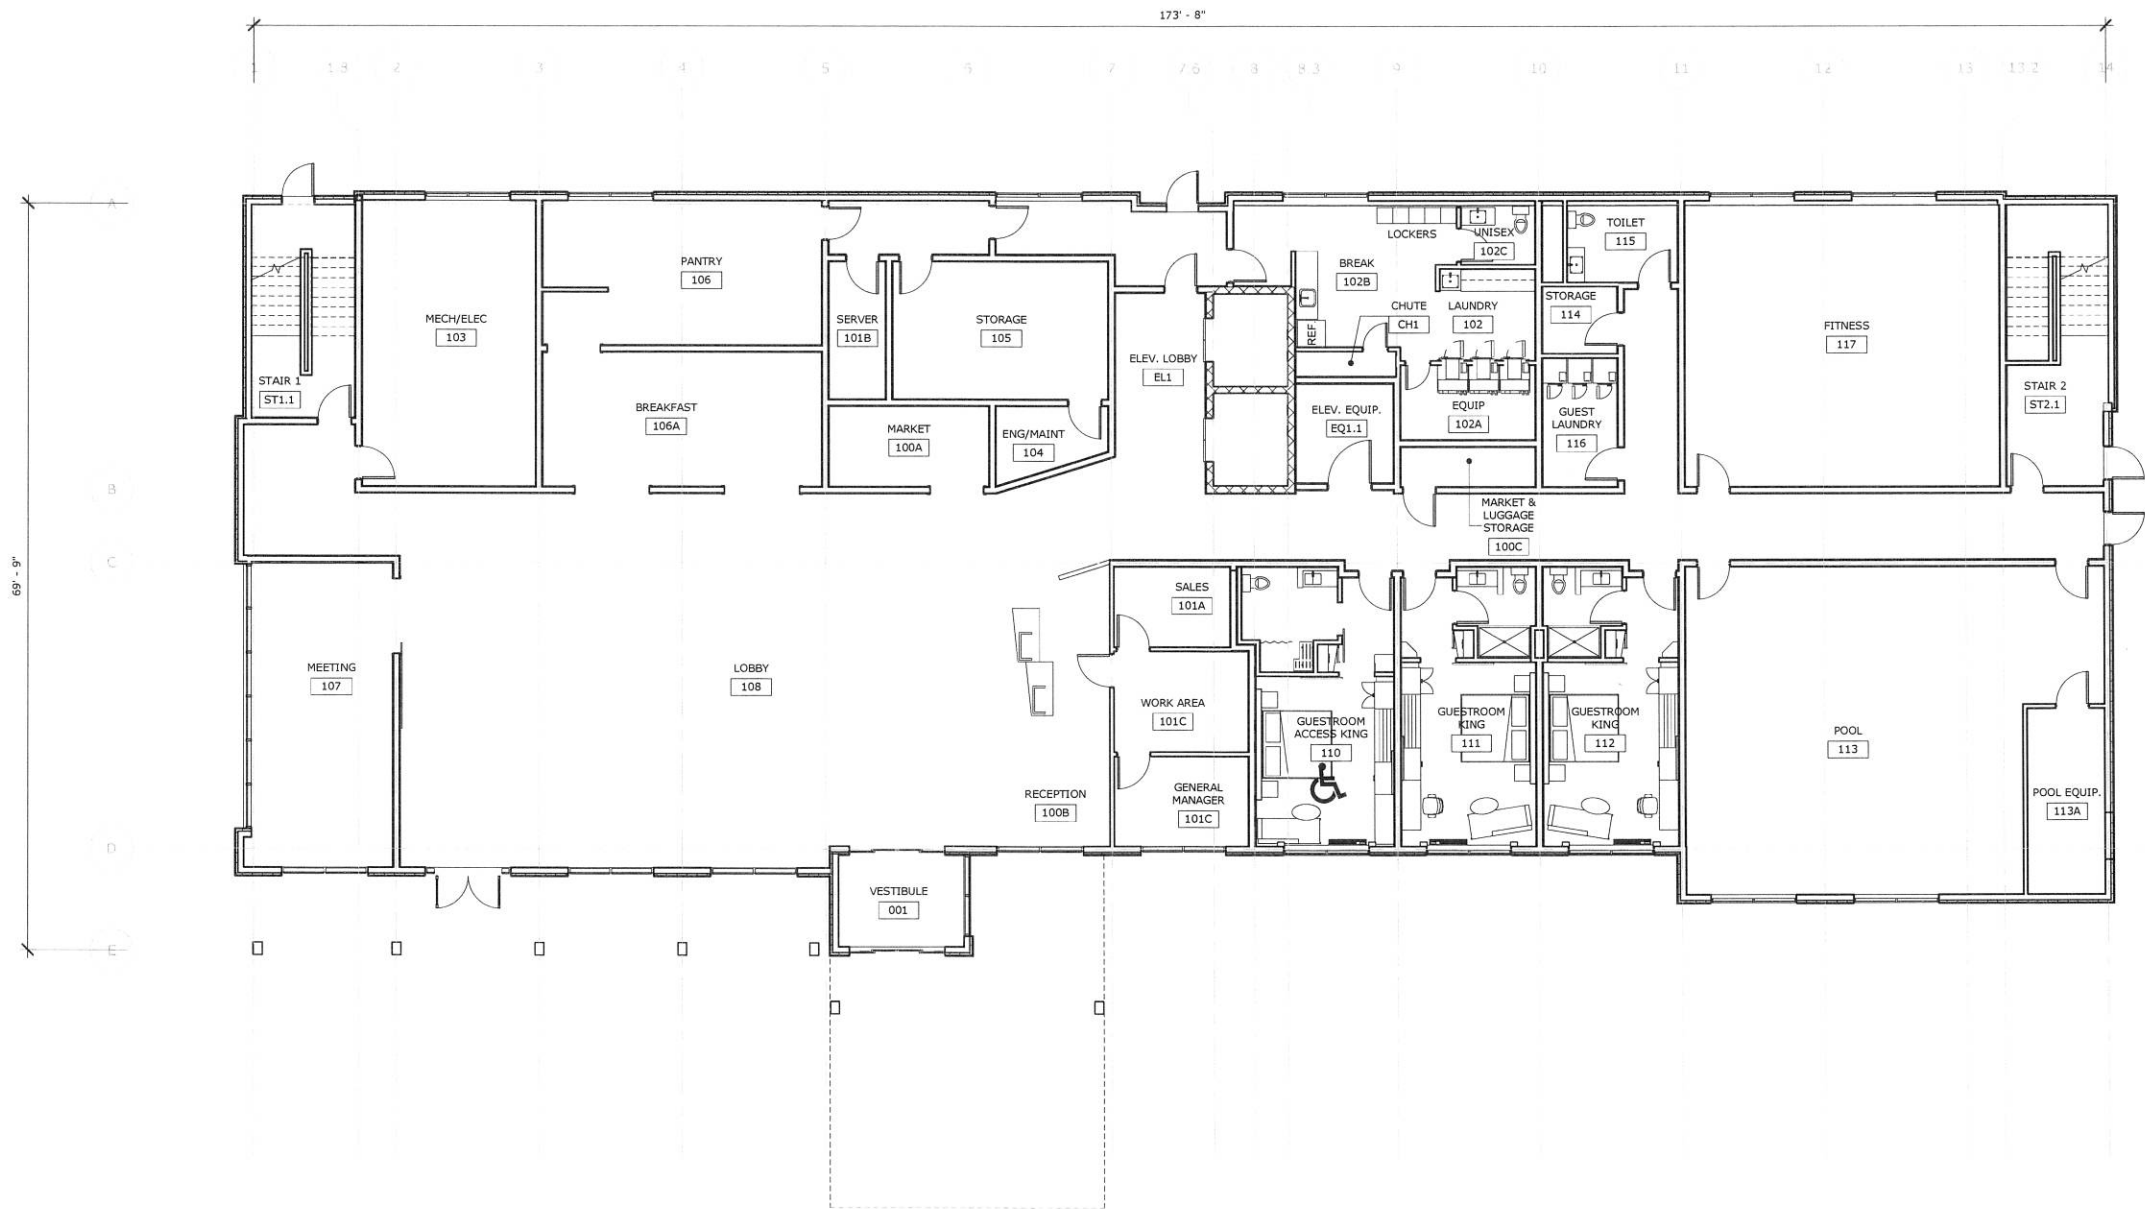 173' - 8"
1 1.8 2 3 4 5 6 7 7.6 8 8.3 9 10 11 12 13 13.2 14
A
B
C
D
E
69' - 9"
STAIR 1
ST1.1
MECH/ELEC
103
PANTRY
106
BREAKFAST
106A
SERVER
101B
STORAGE
105
MARKET
100A
ENG/MAINT
104
ELEV. LOBBY
EL1
LOCKERS
UNISEX
102C
BREAK
102B
REF
CHUTE
CH1
LAUNDRY
102
EQUIP
102A
ELEV. EQUIP.
EQ1.1
TOILET
115
STORAGE
114
GUEST
LAUNDRY
116
MARKET &
LUGGAGE
STORAGE
100C
FITNESS
117
STAIR 2
ST2.1
MEETING
107
LOBBY
108
RECEPTION
100B
VESTIBULE
001
SALES
101A
WORK AREA
101C
GENERAL
MANAGER
101C
GUESTROOM
ACCESS KING
110
GUESTROOM
KING
111
GUESTROOM
KING
112
POOL
113
POOL EQUIP.
113A